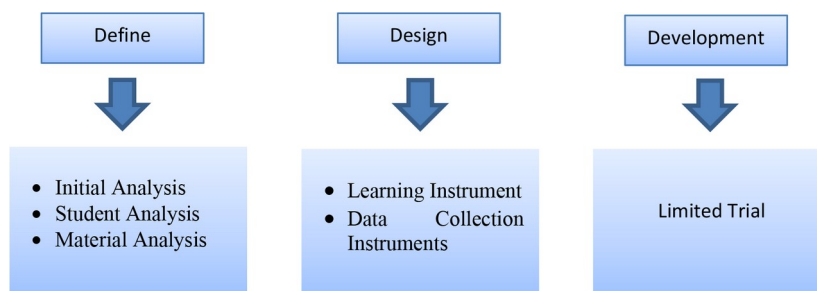 Define
Design
Development
• Initial Analysis
• Student Analysis
• Material Analysis
• Learning Instrument
• Data Collection
Instruments
Limited Trial